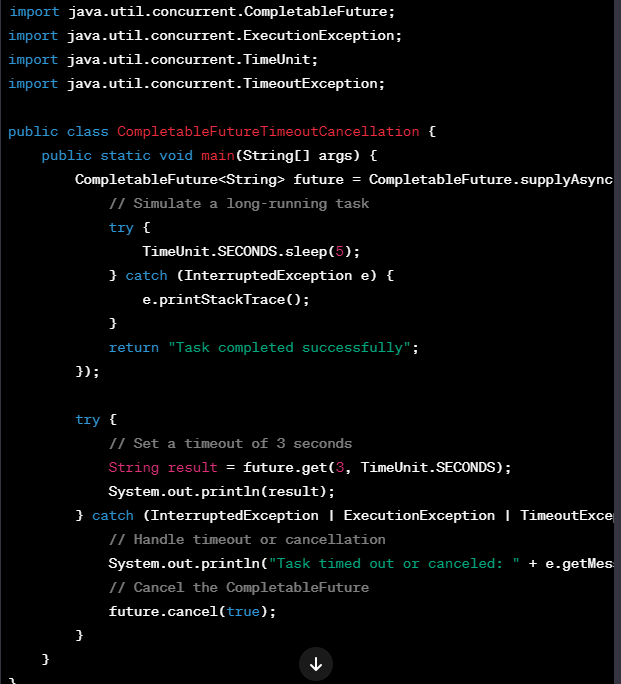 import java.util.concurrent.CompletableFuture;
import java.util.concurrent.ExecutionException;
import java.util.concurrent.TimeUnit;
import java.util.concurrent.TimeoutException;

public class CompletableFutureTimeoutCancellation {
    public static void main(String[] args) {
        CompletableFuture<String> future = CompletableFuture.supplyAsync
            // Simulate a long-running task
            try {
                TimeUnit.SECONDS.sleep(5);
            } catch (InterruptedException e) {
                e.printStackTrace();
            }
            return "Task completed successfully";
        });

        try {
            // Set a timeout of 3 seconds
            String result = future.get(3, TimeUnit.SECONDS);
            System.out.println(result);
        } catch (InterruptedException | ExecutionException | TimeoutExce
            // Handle timeout or cancellation
            System.out.println("Task timed out or canceled: " + e.getMes
            // Cancel the CompletableFuture
            future.cancel(true);
        }
    }
}